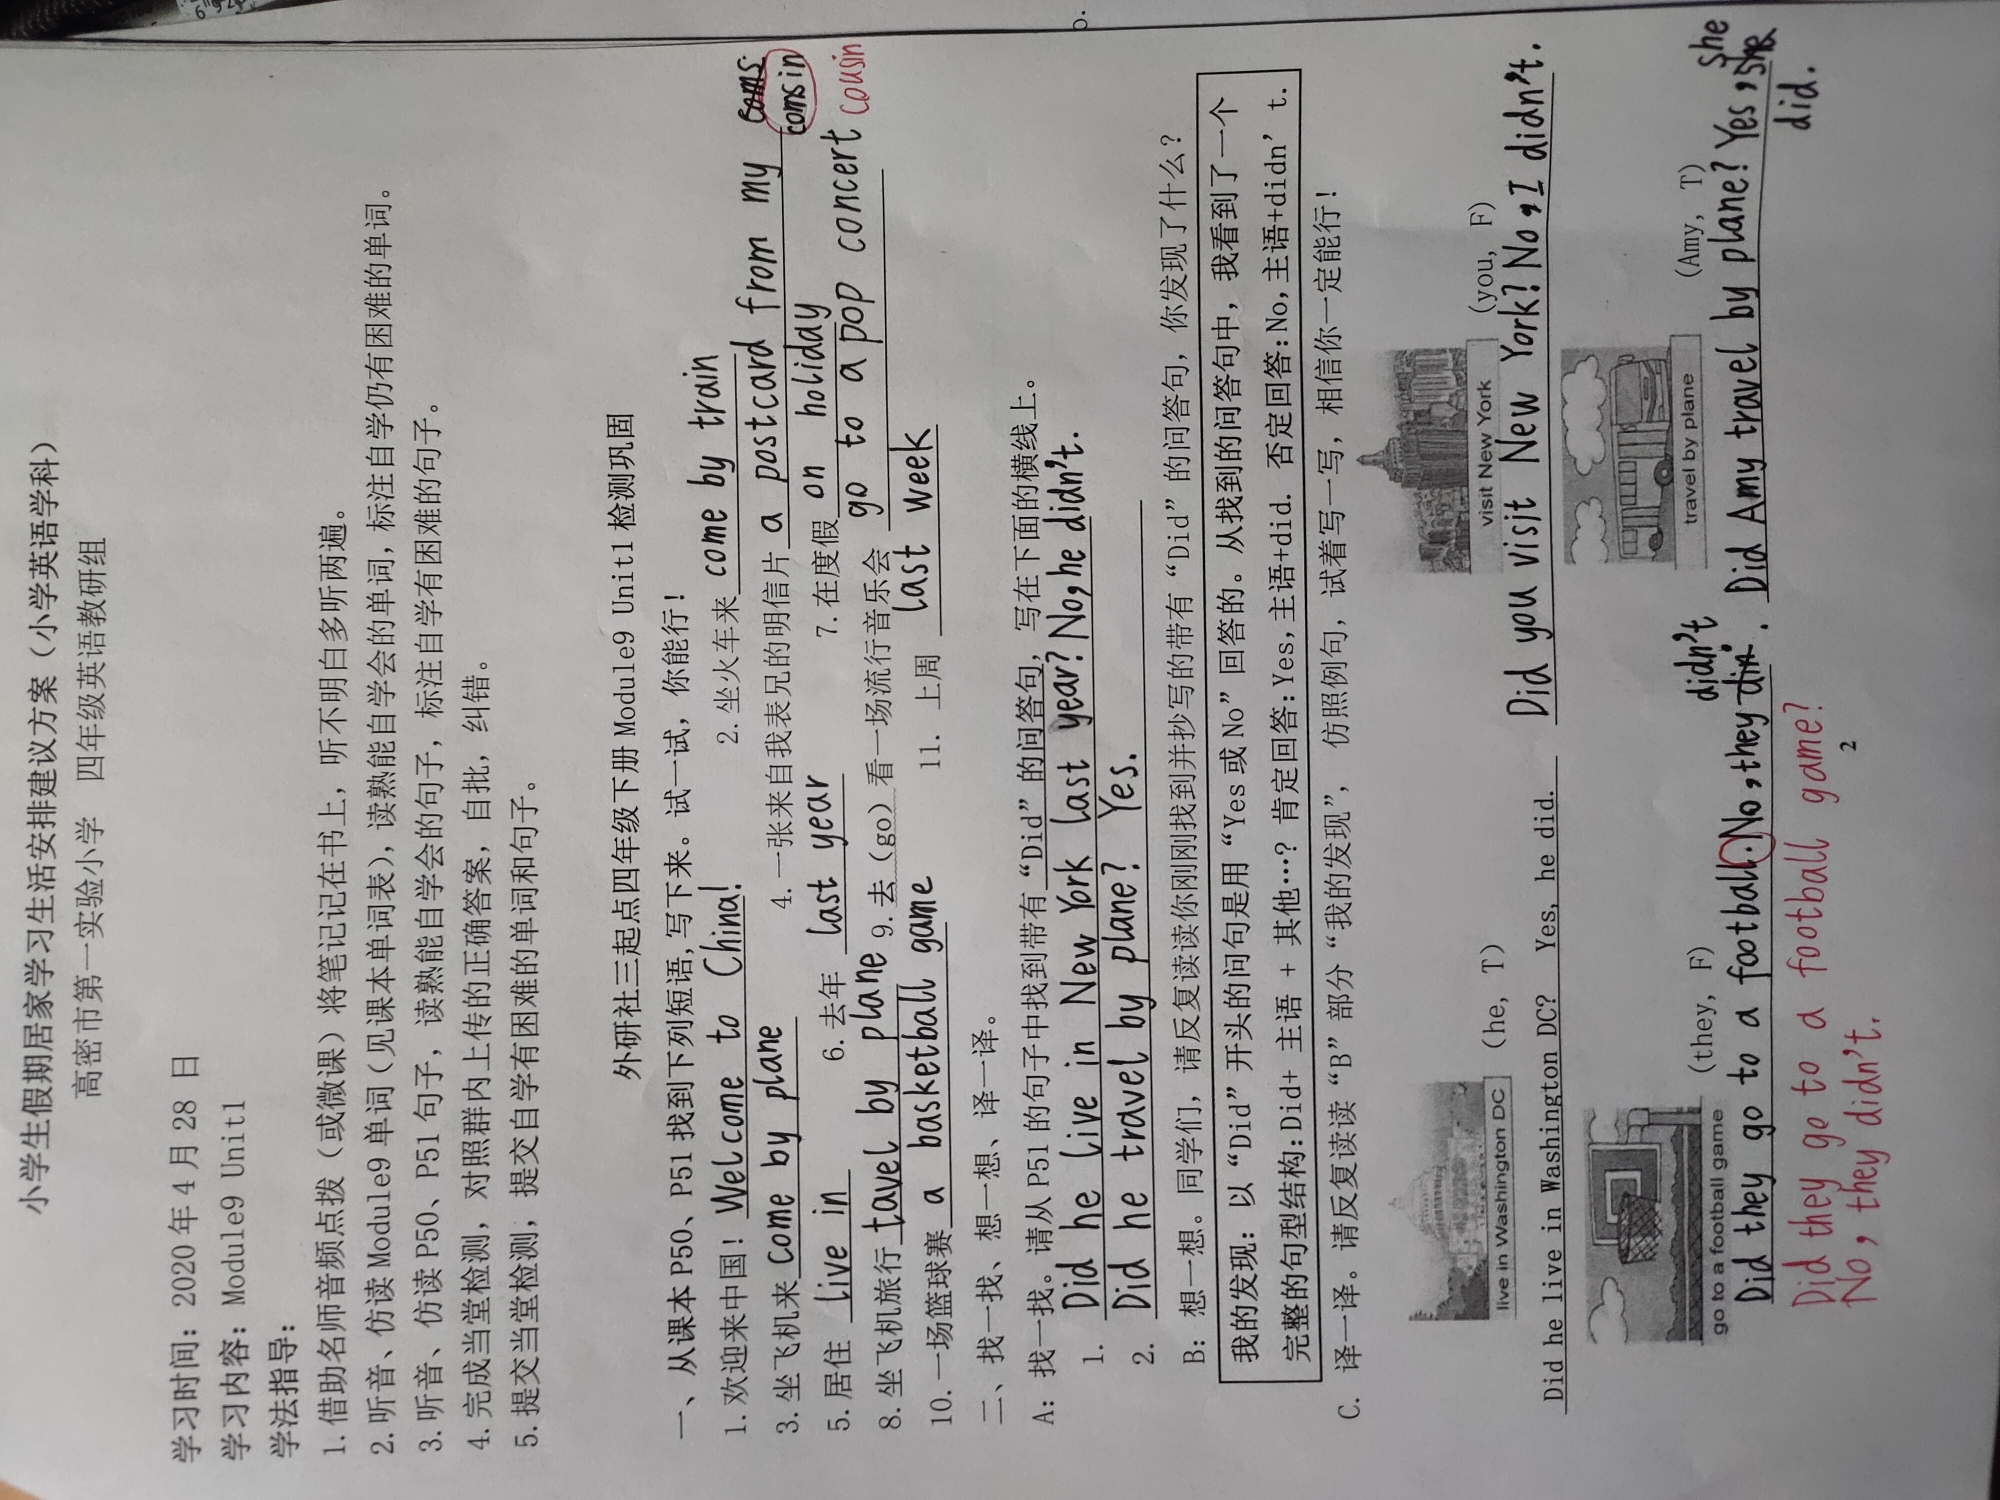 小学生假期居家学习生活安排建议方案（小学英语学科）
高密市第一实验小学 四年级英语教研组
学习时间：2020 年 4 月 28 日
学习内容：Module9 Unit1
学法指导：
1.借助名师音频点拨（或微课）将笔记记在书上，听不明白多听两遍。
2.听音、仿读 Module9 单词（见课本单词表），读熟能自学会的单词，标注自学仍有困难的单词。
3.听音、仿读 P50、P51 句子，读熟能自学会的句子，标注自学有困难的句子。
4.完成当堂检测，对照群内上传的正确答案，自批，纠错。
5.提交当堂检测，提交自学有困难的单词和句子。
外研社三起点四年级下册 Module9 Unit1 检测巩固
一、从课本 P50、P51 找到下列短语,写下来。试一试，你能行！
1.欢迎来中国！ Welcome to China! 2.坐火车来 come by train
3.坐飞机来 come by plane 4.一张来自我表兄的明信片 a postcard from my coms comsin cousin
5.居住 live in 6.去年 last year 7.在度假 on holiday
8.坐飞机旅行 tavel by plane 9.去（go）看一场流行音乐会 go to a pop concert
10.一场篮球赛 a basketball game 11. 上周 last week
二、找一找、想一想、译一译。
A：找一找。请从 P51 的句子中找到带有“Did”的问答句，写在下面的横线上。
1. Did he live in New York last year? No, he didn't.
2. Did he travel by plane? Yes.
B：想一想。同学们，请反复读读你刚刚找到并抄写的带有“Did”的问答句，你发现了什么？
我的发现：以“Did”开头的问句是用“Yes 或 No”回答的。从找到的问答句中，我看到了一个
完整的句型结构:Did+ 主语 + 其他…? 肯定回答:Yes,主语+did. 否定回答:No,主语+didn' t.
C. 译一译。请反复读读“B”部分“我的发现”，仿照例句，试着写一写，相信你一定能行！
live in Washington DC (he, T) visit New York (you, F)
Did he live in Washington DC? Yes, he did. Did you visit New York? No, I didn't.
go to a football game (they, F) travel by plane (Amy, T)
Did they go to a football. No, they din didn't. Did Amy travel by plane? Yes, she she did.
Did they go to a football game?
No, they didn't.
2